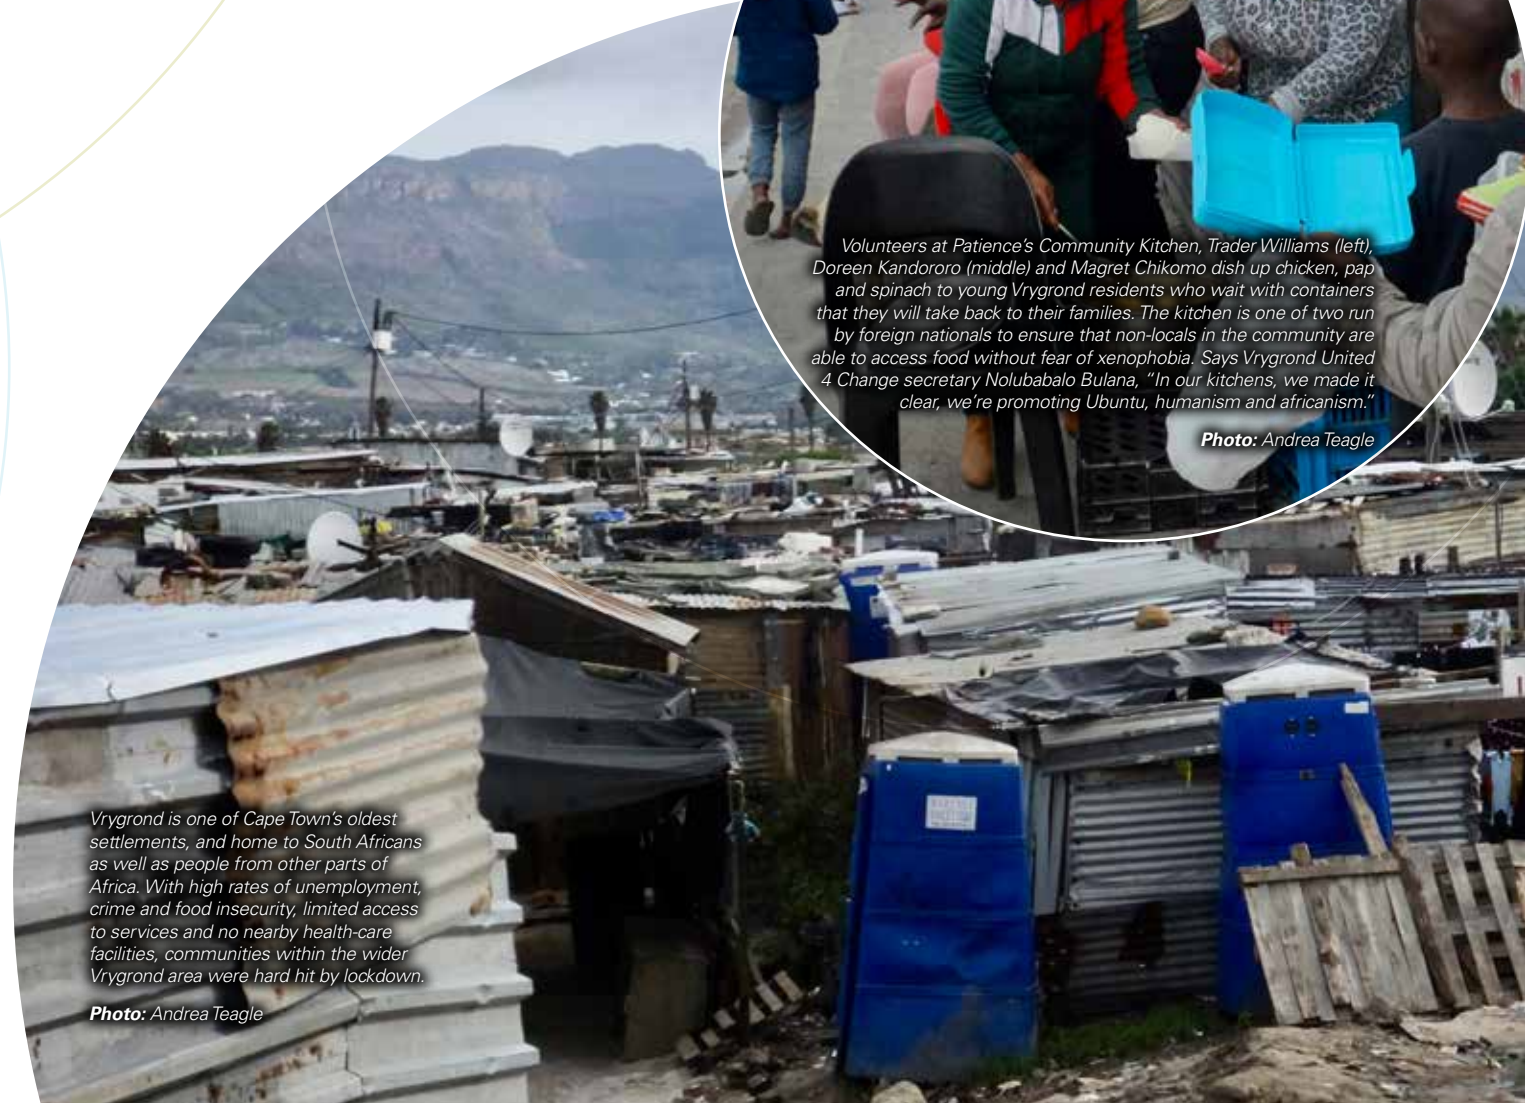 Volunteers at Patience's Community Kitchen, Trader Williams (left),
Doreen Kandororo (middle) and Magret Chikomo dish up chicken, pap
and spinach to young Vrygrond residents who wait with containers
that they will take back to their families. The kitchen is one of two run
by foreign nationals to ensure that non-locals in the community are
able to access food without fear of xenophobia. Says Vrygrond United
4 Change secretary Nolubabalo Bulana, “In our kitchens, we made it
clear, we’re promoting Ubuntu, humanism and africanism.”
Photo: Andrea Teagle
Vrygrond is one of Cape Town’s oldest
settlements, and home to South Africans
as well as people from other parts of
Africa. With high rates of unemployment,
crime and food insecurity, limited access
to services and no nearby health-care
facilities, communities within the wider
Vrygrond area were hard hit by lockdown.
Photo: Andrea Teagle